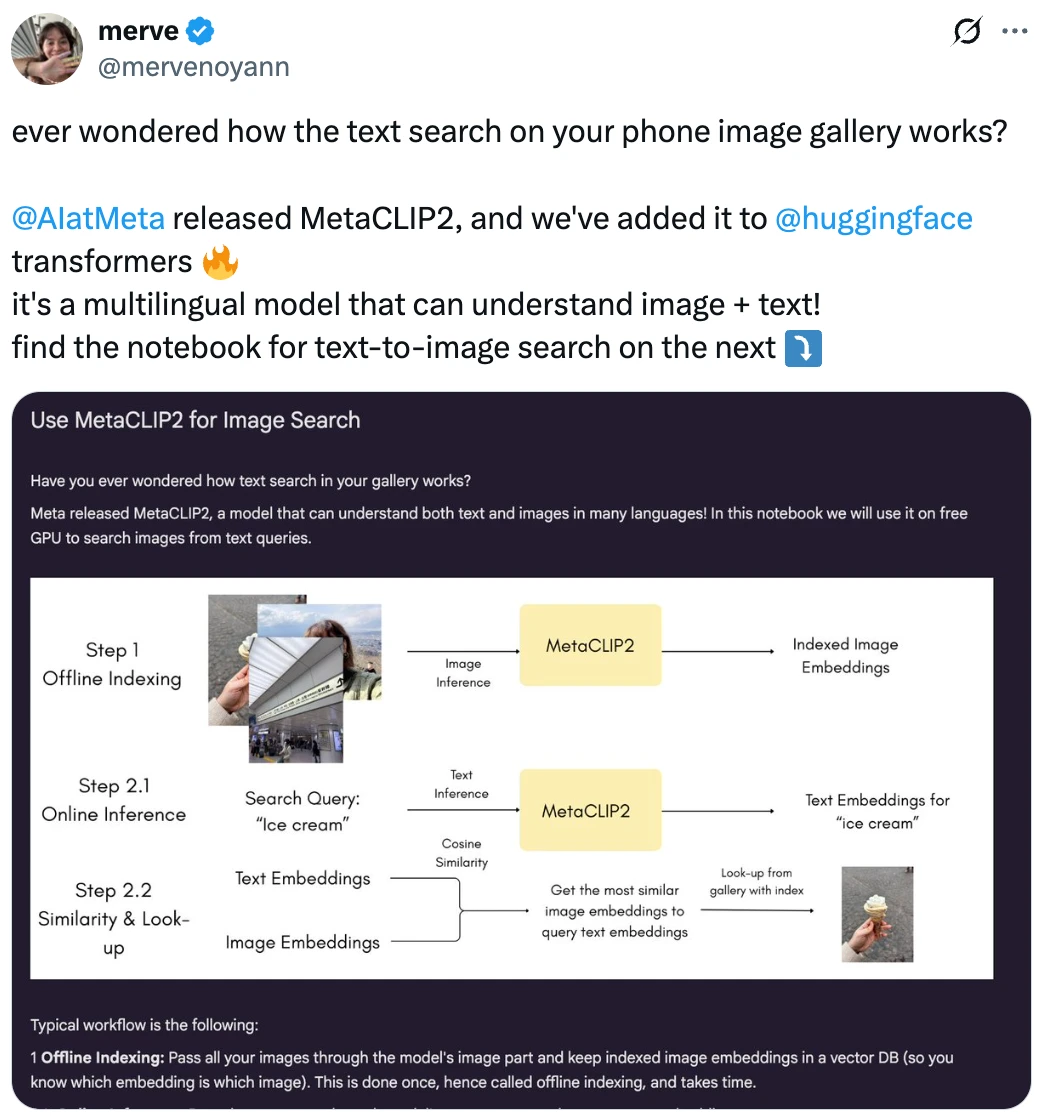 merve
@mervenoyann
ever wondered how the text search on your phone image gallery works?
@AIatMeta released MetaCLIP2, and we've added it to @huggingface
transformers 🔥
it's a multilingual model that can understand image + text!
find the notebook for text-to-image search on the next ⤵️
Use MetaCLIP2 for Image Search
Have you ever wondered how text search in your gallery works?
Meta released MetaCLIP2, a model that can understand both text and images in many languages! In this notebook we will use it on free
GPU to search images from text queries.
Step 1
Offline Indexing
Image
Inference
MetaCLIP2
Indexed Image
Embeddings
Step 2.1
Online Inference
Search Query:
“Ice cream”
Text
Inference
MetaCLIP2
Text Embeddings for
“ice cream”
Step 2.2
Similarity & Look-
up
Text Embeddings
Image Embeddings
Cosine
Similarity
Get the most similar
image embeddings to
query text embeddings
Look-up from
gallery with index
Typical workflow is the following:
1 Offline Indexing: Pass all your images through the model's image part and keep indexed image embeddings in a vector DB (so you
know which embedding is which image). This is done once, hence called offline indexing, and takes time.